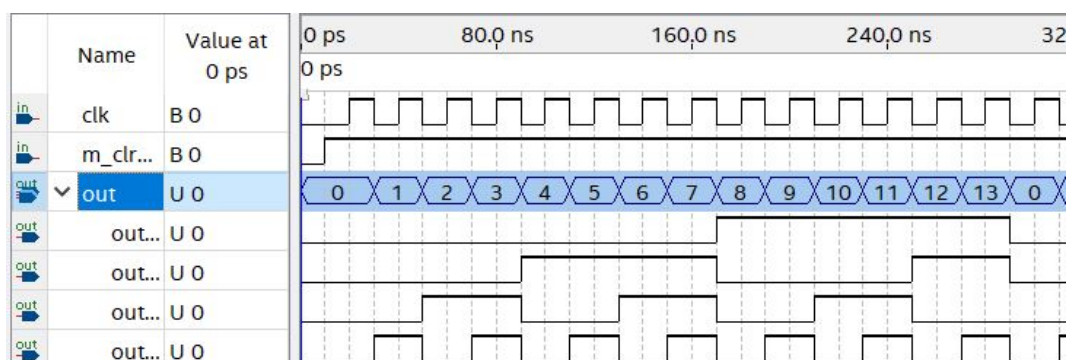 Name Value at 0 ps 0 ps 80.0 ns 160.0 ns 240.0 ns 32
0 ps
in clk B 0
in m_clr... B 0
out out U 0 0 1 2 3 4 5 6 7 8 9 10 11 12 13 0
out out... U 0
out out... U 0
out out... U 0
out out... U 0